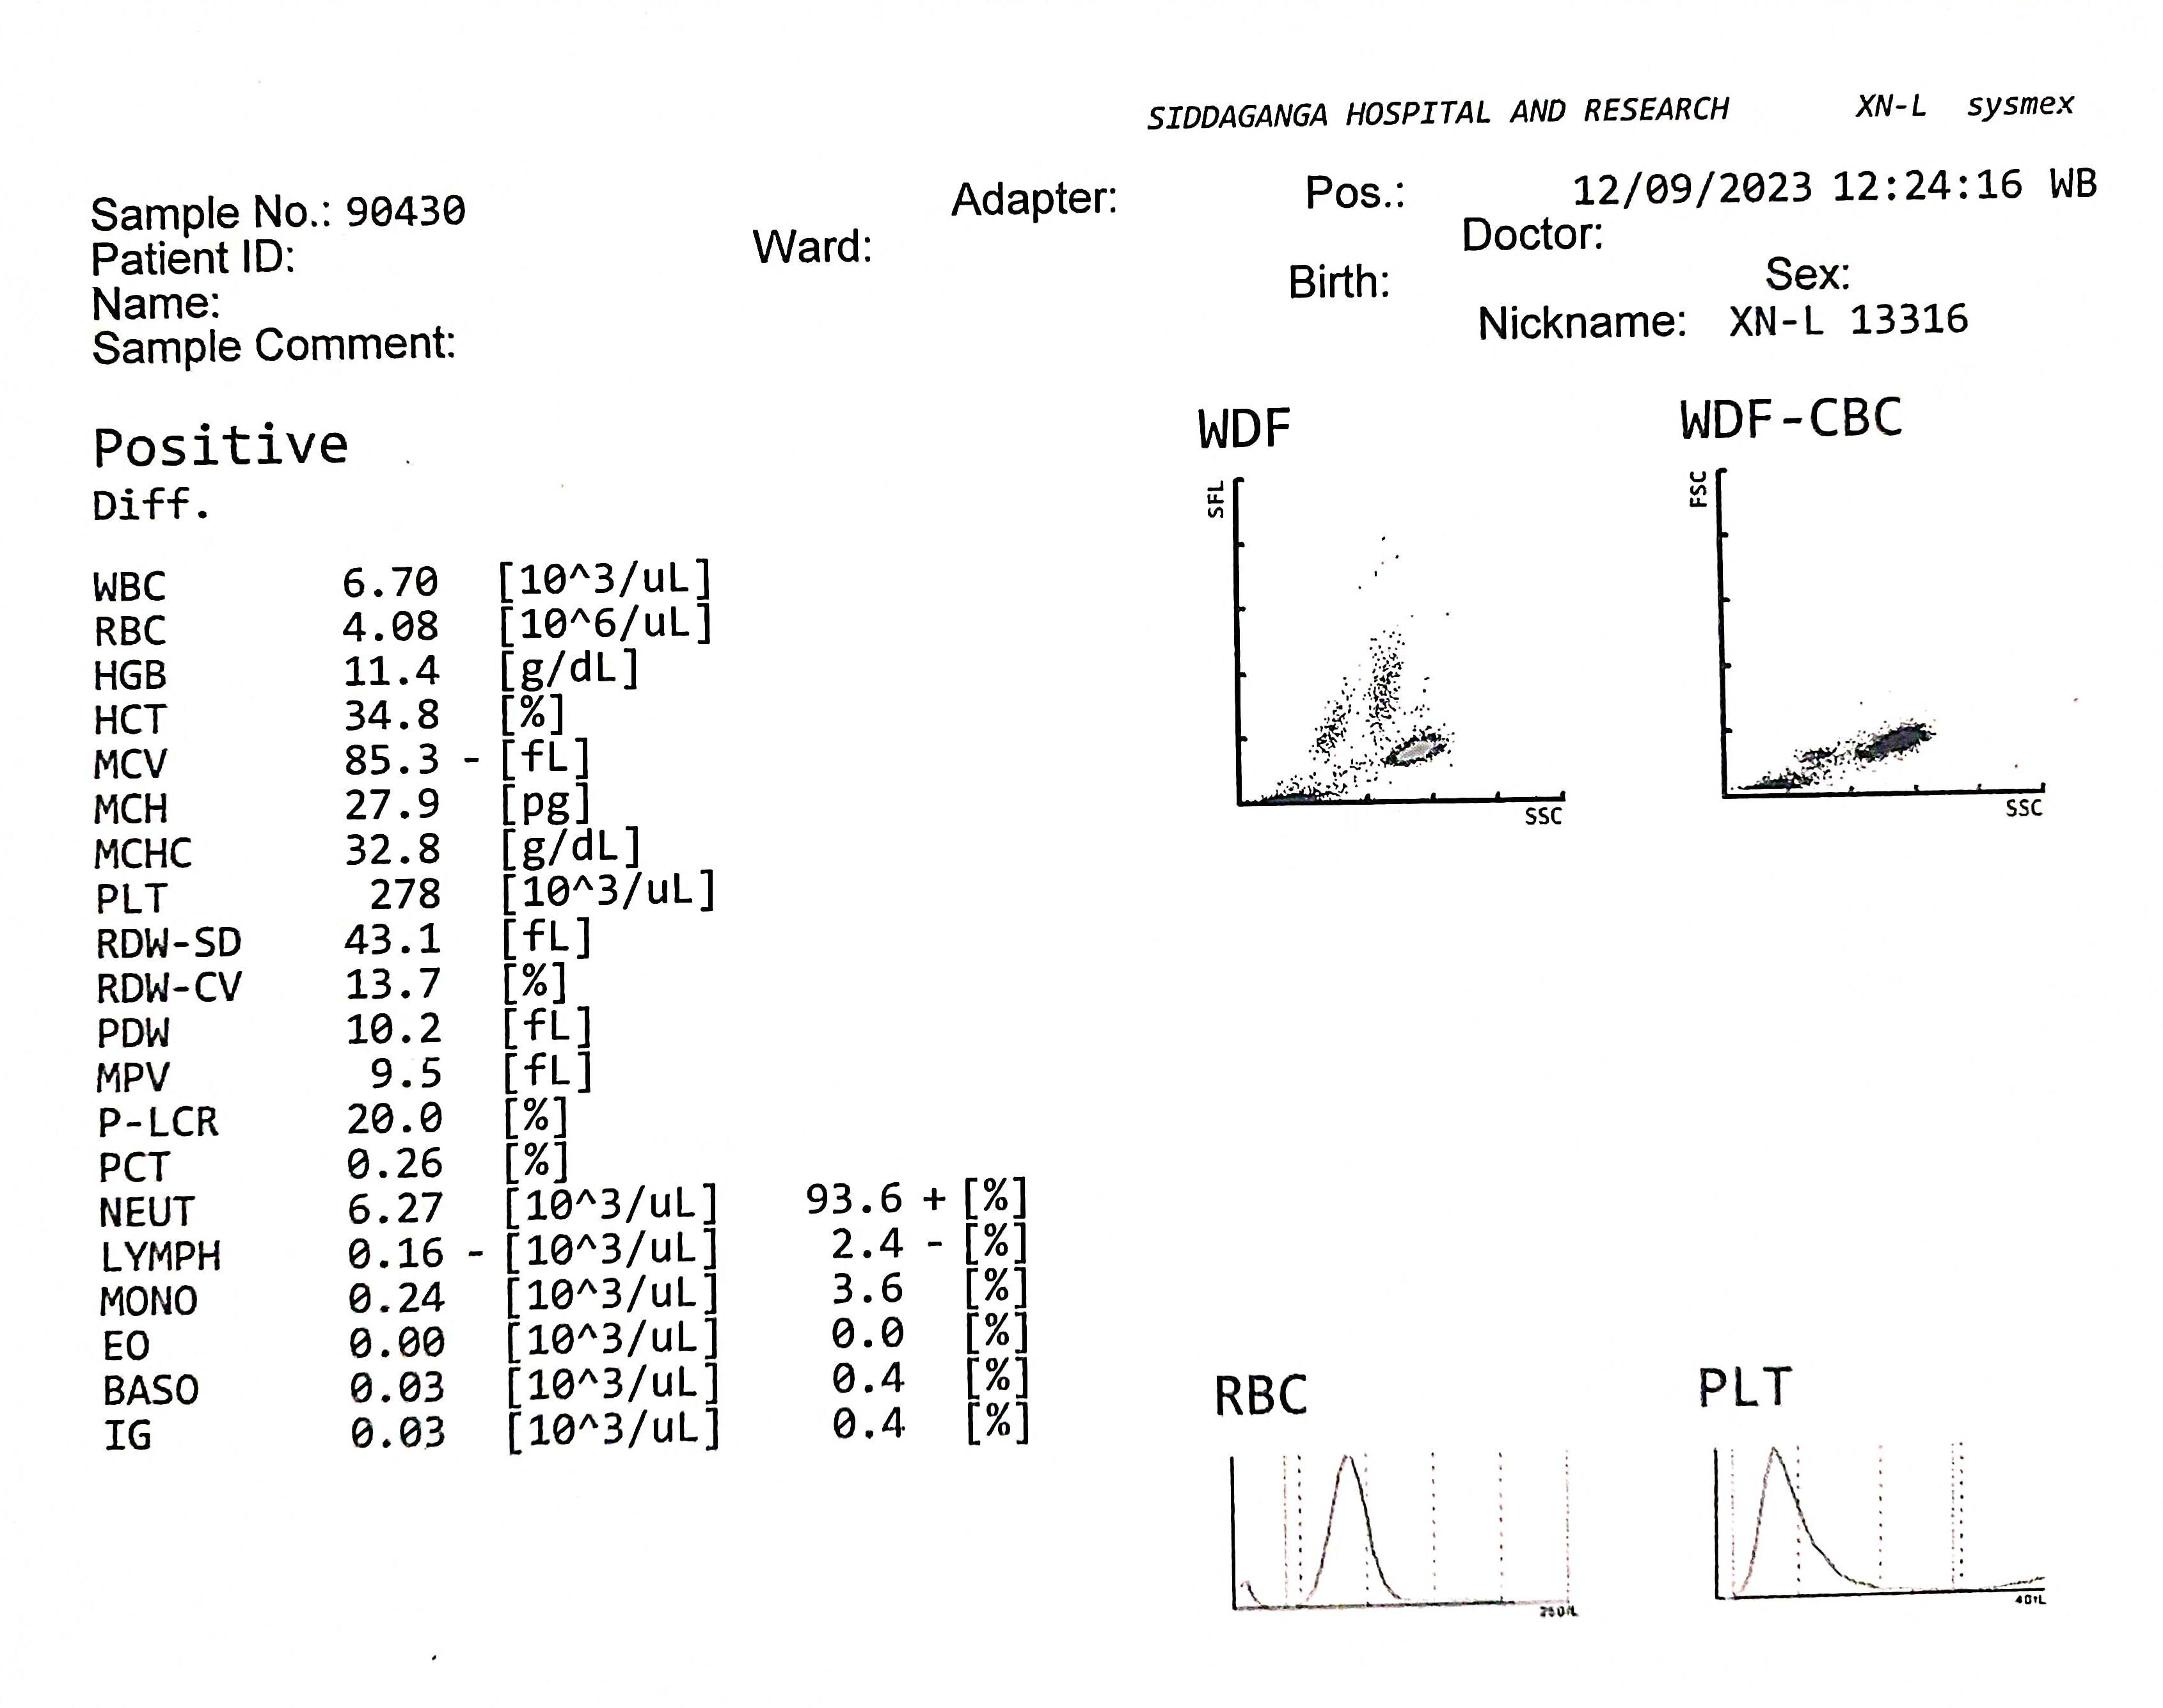 SIDDAGANGA HOSPITAL AND RESEARCH XN-L sysmex
Sample No.: 90430 Adapter: Pos.: 12/09/2023 12:24:16 WB
Patient ID: Ward: Doctor:
Name: Birth: Sex:
Sample Comment: Nickname: XN-L 13316
Positive
Diff.
WDF WDF-CBC
SFL FSC
SSC SSC
WBC 6.70 [10^3/uL]
RBC 4.08 [10^6/uL]
HGB 11.4 [g/dL]
HCT 34.8 [%]
MCV 85.3 - [fL]
MCH 27.9 [pg]
MCHC 32.8 [g/dL]
PLT 278 [10^3/uL]
RDW-SD 43.1 [fL]
RDW-CV 13.7 [%]
PDW 10.2 [fL]
MPV 9.5 [fL]
P-LCR 20.0 [%]
PCT 0.26 [%]
NEUT 6.27 [10^3/uL] 93.6 + [%]
LYMPH 0.16 - [10^3/uL] 2.4 - [%]
MONO 0.24 [10^3/uL] 3.6 [%]
EO 0.00 [10^3/uL] 0.0 [%]
BASO 0.03 [10^3/uL] 0.4 [%]
IG 0.03 [10^3/uL] 0.4 [%]
RBC PLT
250fL 40fL